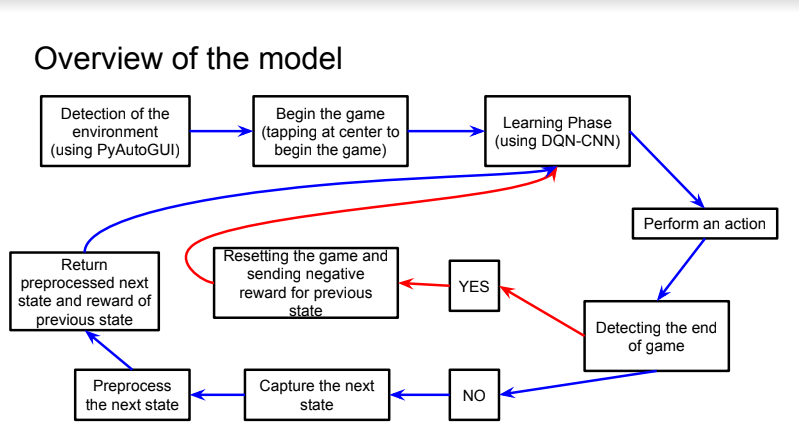 Overview of the model
Detection of the
environment
(using PyAutoGUI)
Begin the game
(tapping at center to
begin the game)
Learning Phase
(using DQN-CNN)
Perform an action
Detecting the end
of game
YES
Resetting the game and
sending negative
reward for previous
state
NO
Capture the next
state
Preprocess
the next state
Return
preprocessed next
state and reward of
previous state